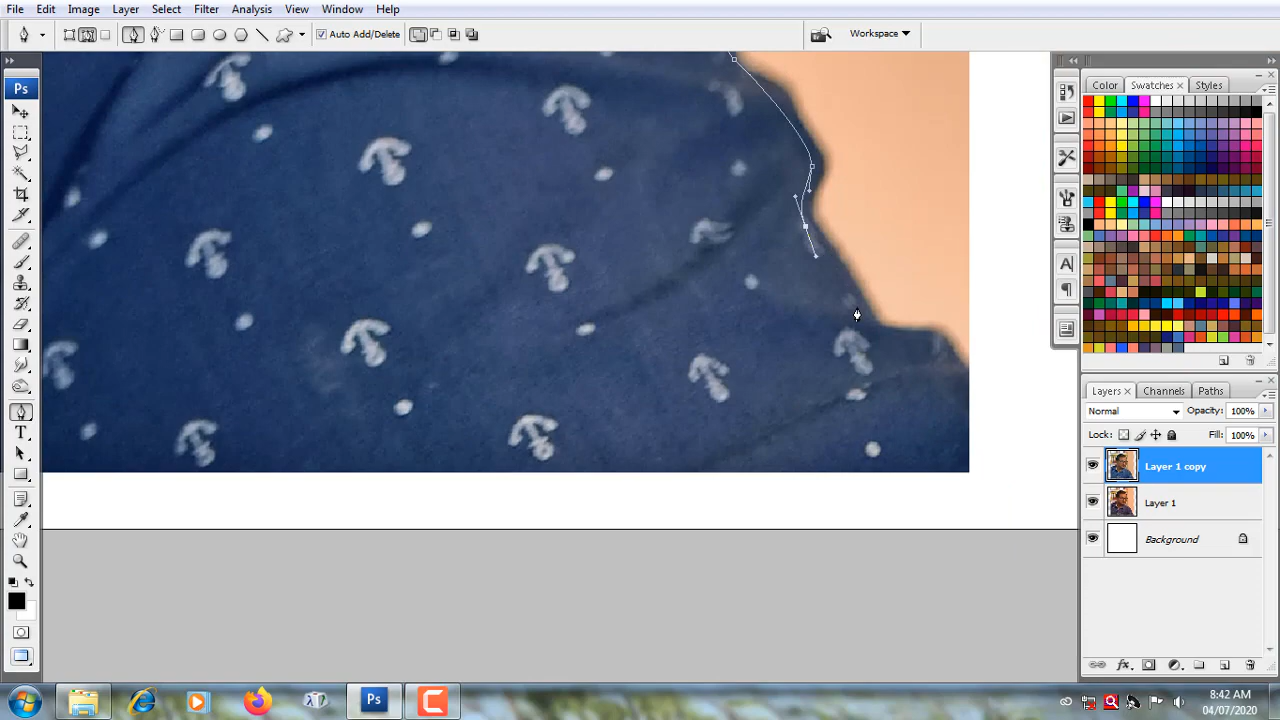 File Edit Image Layer Select Filter Analysis View Window Help
Auto Add/Delete
Workspace
Ps
Color Swatches Styles
Layers Channels Paths
Normal Opacity: 100%
Lock: Fill: 100%
Layer 1 copy
Layer 1
Background
T
A
Ps
C
8:42 AM
04/07/2020